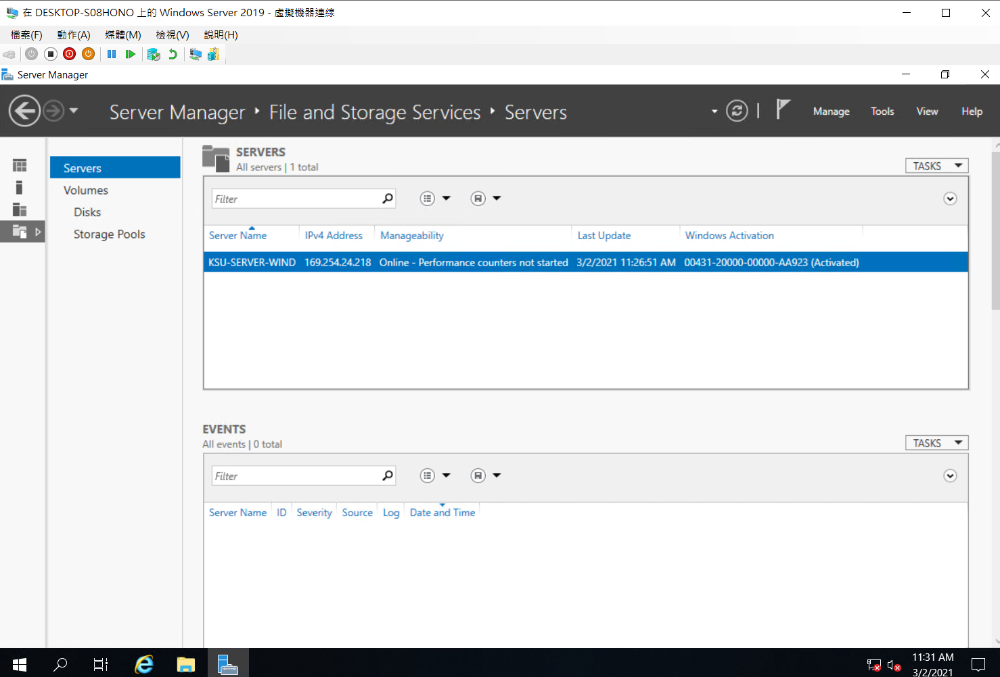 在 DESKTOP-S08HONO 上的 Windows Server 2019 - 虛擬機器連線
檔案(F) 動作(A) 媒體(M) 檢視(V) 說明(H)
Server Manager
Server Manager ‣ File and Storage Services ‣ Servers
Manage Tools View Help
Servers
Volumes
Disks
Storage Pools
SERVERS
All servers | 1 total
TASKS
Filter
Server Name IPv4 Address Manageability Last Update Windows Activation
KSU-SERVER-WIND 169.254.24.218 Online - Performance counters not started 3/2/2021 11:26:51 AM 00431-20000-00000-AA923 (Activated)
EVENTS
All events | 0 total
TASKS
Filter
Server Name ID Severity Source Log Date and Time
11:31 AM
3/2/2021